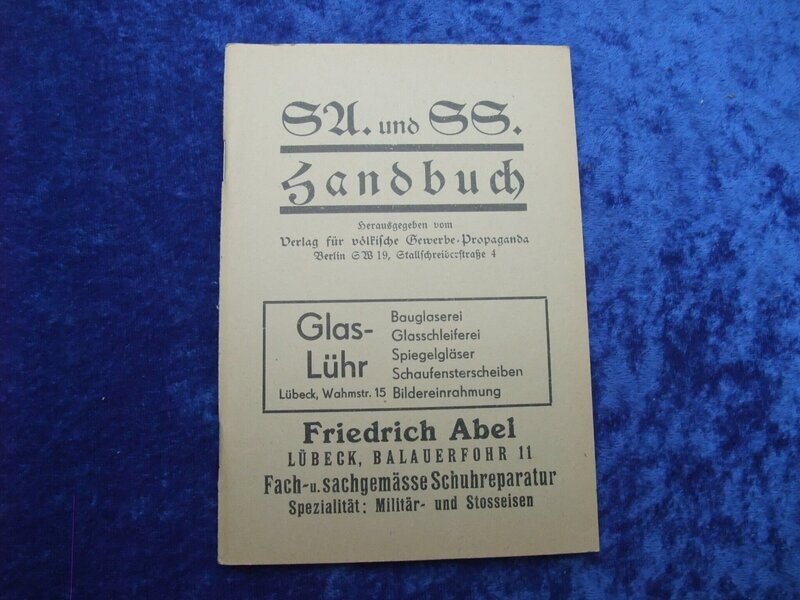 SA. und SS.
Handbuch
Herausgegeben vom
Verlag für völkische Gewerbe-Propaganda
Berlin SW 19, Stallschreiberstraße 4
Glas-
Lühr
Lübeck, Wahmstr. 15
Bauglaserei
Glasschleiferei
Spiegelgläser
Schaufensterscheiben
Bildereinrahmung
Friedrich Abel
LÜBECK, BALAUERFOHR 11
Fach- u. sachgemässe Schuhreparatur
Spezialität: Militär- und Stosseisen